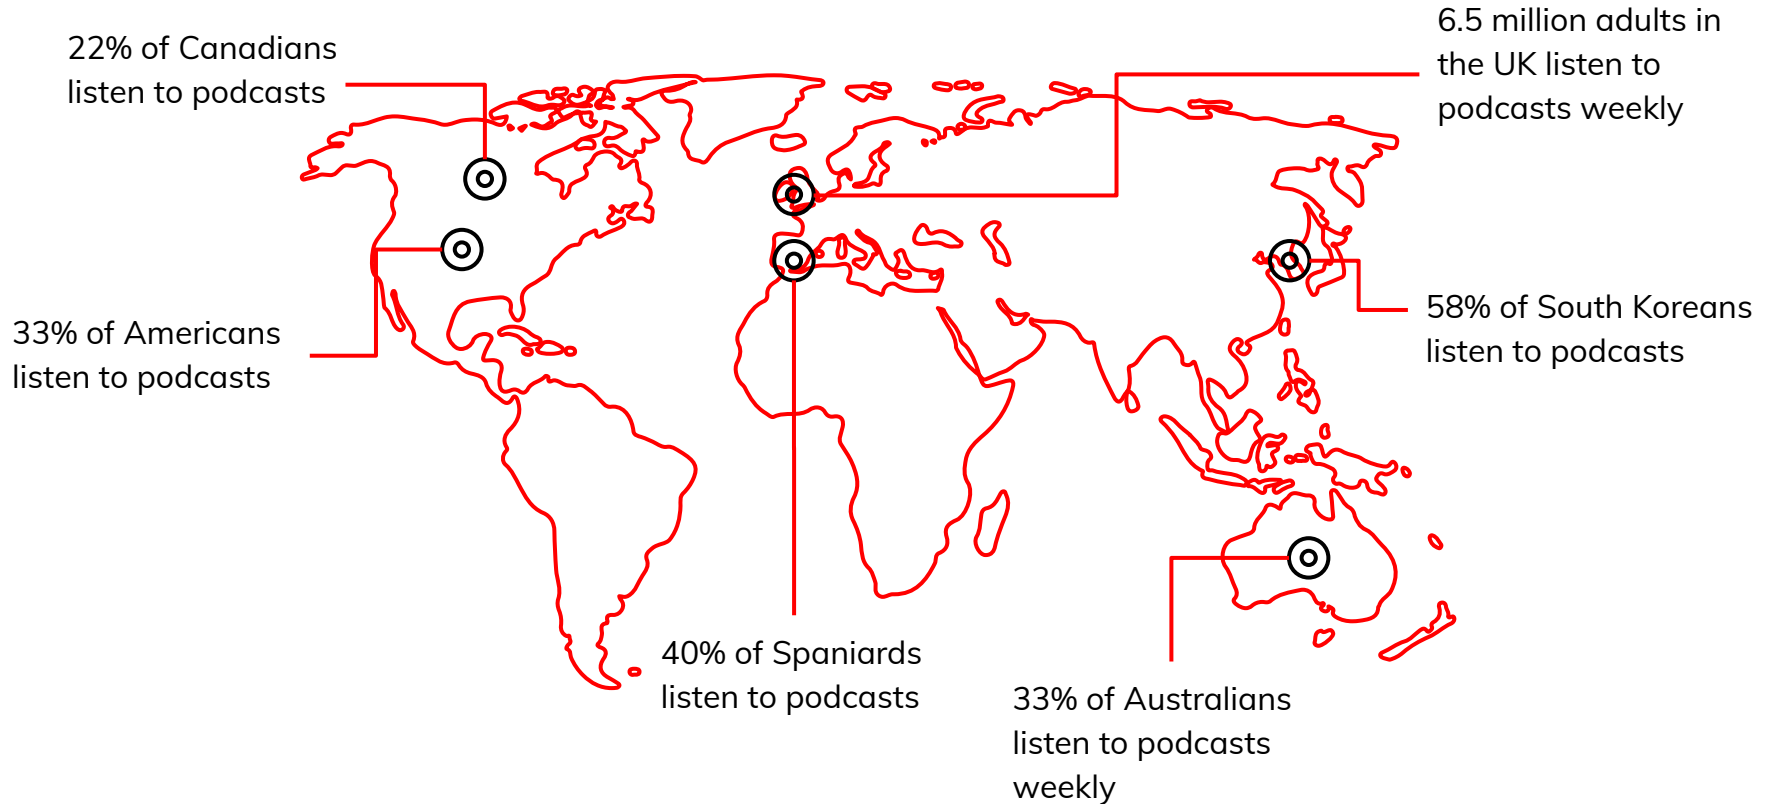 22% of Canadians
listen to podcasts
6.5 million adults in
the UK listen to
podcasts weekly
33% of Americans
listen to podcasts
58% of South Koreans
listen to podcasts
40% of Spaniards
listen to podcasts
33% of Australians
listen to podcasts
weekly